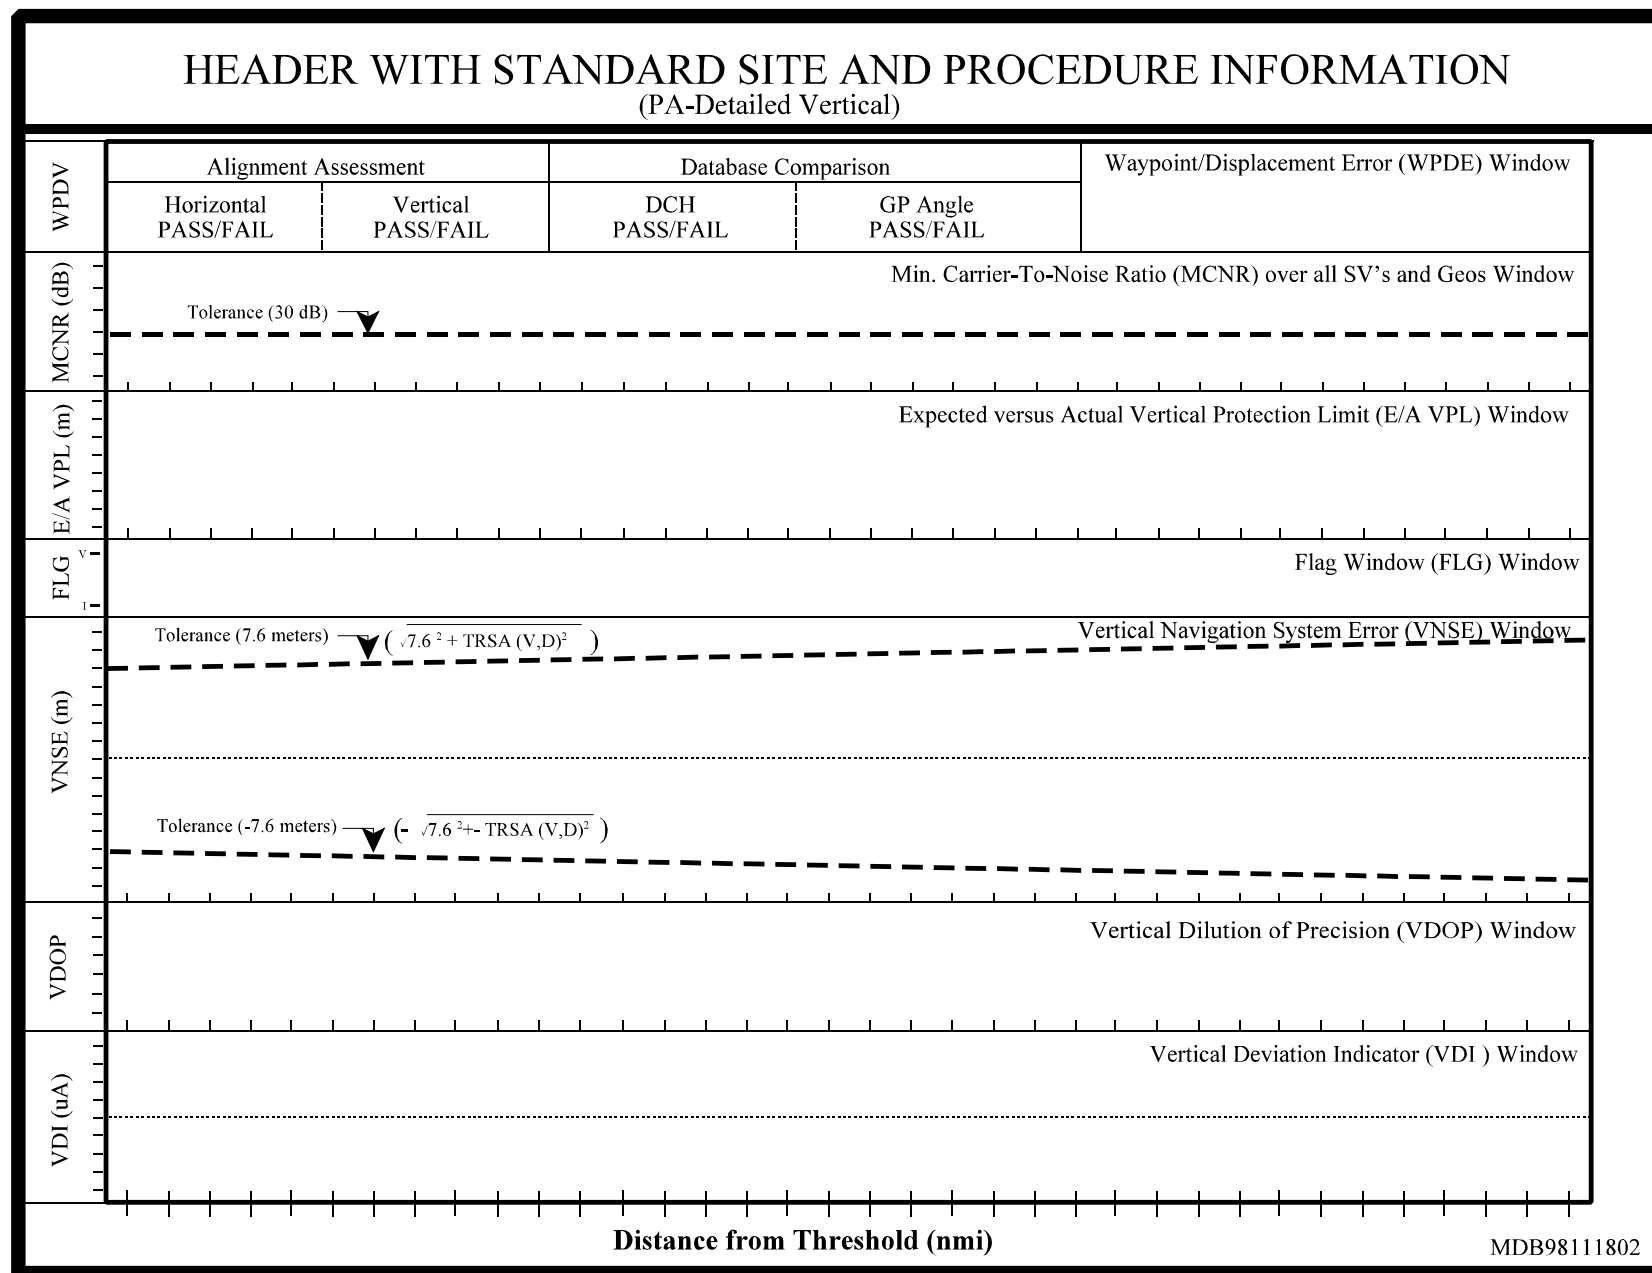 HEADER WITH STANDARD SITE AND PROCEDURE INFORMATION
(PA-Detailed Vertical)
WPDV
Alignment Assessment
Database Comparison
Waypoint/Displacement Error (WPDE) Window
Horizontal
PASS/FAIL
Vertical
PASS/FAIL
DCH
PASS/FAIL
GP Angle
PASS/FAIL
MCNR (dB)
Min. Carrier-To-Noise Ratio (MCNR) over all SV's and Geos Window
Tolerance (30 dB)
E/A VPL (m)
Expected versus Actual Vertical Protection Limit (E/A VPL) Window
FLG
V
I
Flag Window (FLG) Window
VNSE (m)
Tolerance (7.6 meters)
( √7.6 ² + TRSA (V,D)² )
Vertical Navigation System Error (VNSE) Window
Tolerance (-7.6 meters)
(- √7.6 ²+- TRSA (V,D)² )
VDOP
Vertical Dilution of Precision (VDOP) Window
VDI (uA)
Vertical Deviation Indicator (VDI ) Window
Distance from Threshold (nmi)
MDB98111802